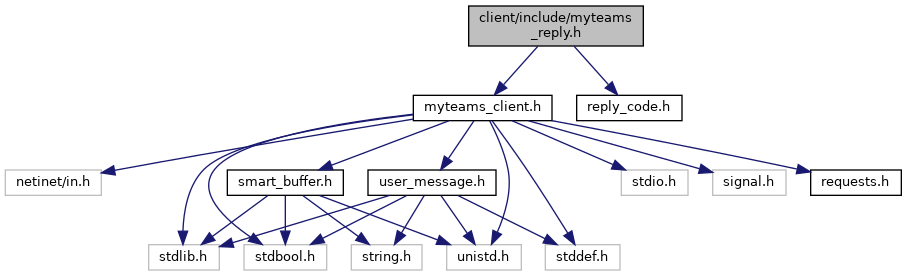 client/include/myteams
_reply.h
myteams_client.h
reply_code.h
netinet/in.h
smart_buffer.h
user_message.h
stdio.h
signal.h
requests.h
stdlib.h
stdbool.h
string.h
unistd.h
stddef.h